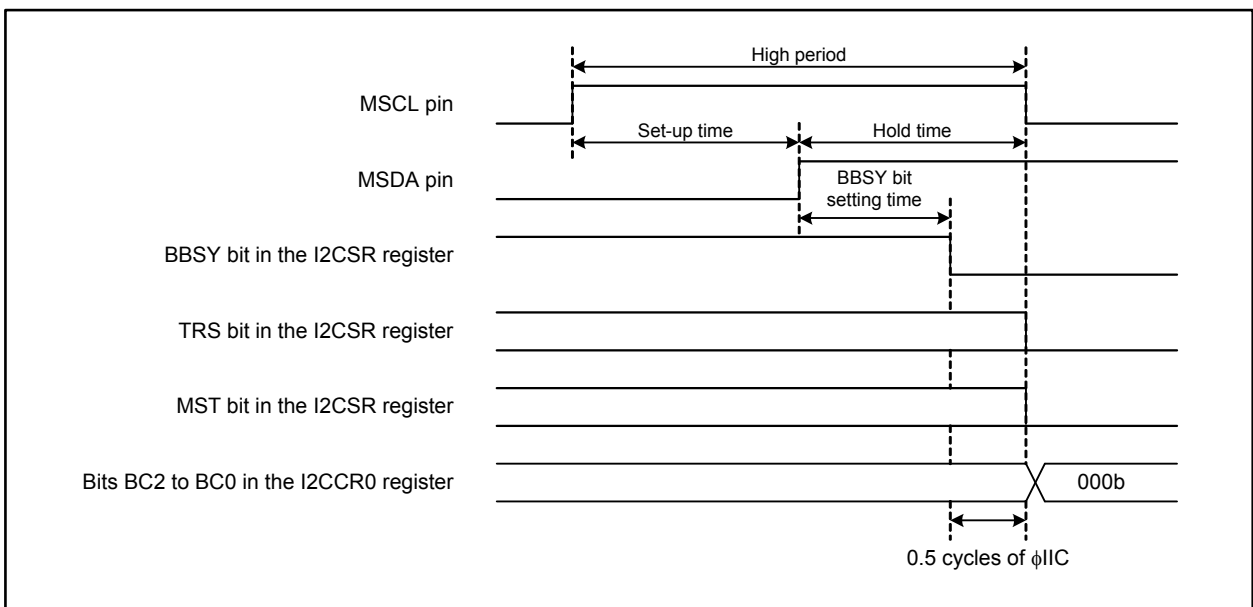 High period
MSCL pin
Set-up time
Hold time
MSDA pin
BBSY bit
setting time
BBSY bit in the I2CSR register
TRS bit in the I2CSR register
MST bit in the I2CSR register
Bits BC2 to BC0 in the I2CCR0 register
000b
0.5 cycles of ϕIIC